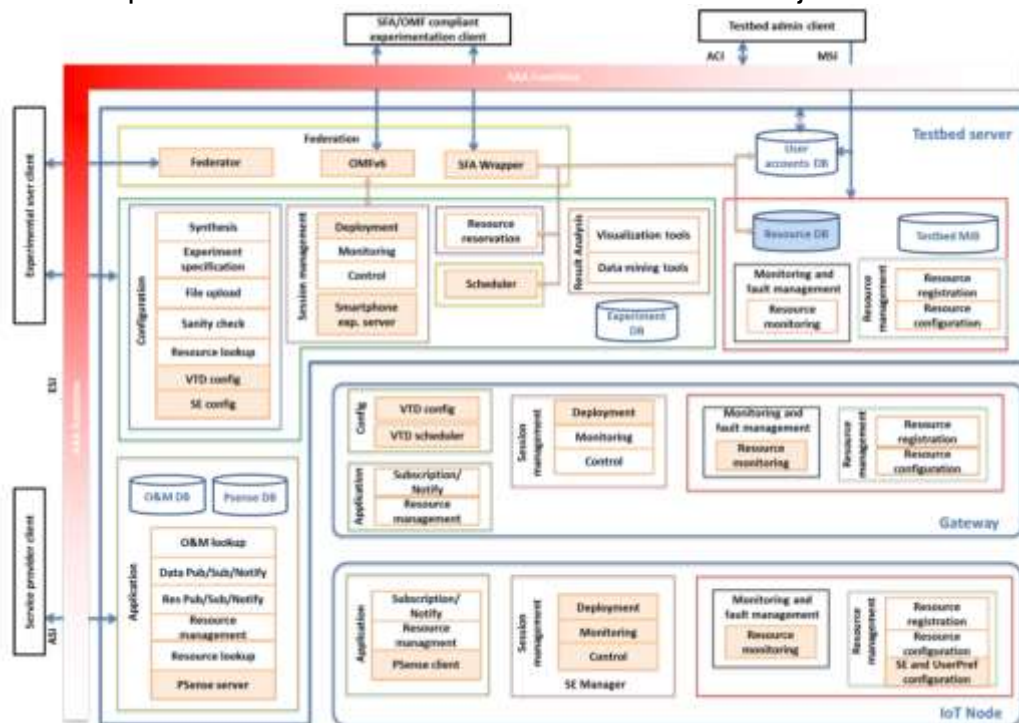 SFA/OMF compliant
experimentation client
Testbed admin client
ACI
MSI
AAA functions
Experimental user client
ESI
Service provider client
ASI
Testbed server
Federation
Federator
OMFv6
SFA Wrapper
User
accounts DB
Configuration
Synthesis
Experiment
specification
File upload
Sanity check
Resource lookup
VTD config
SE config
Session management
Deployment
Monitoring
Control
Smartphone
exp. server
Resource
reservation
Scheduler
Result Analysis
Visualization tools
Data mining tools
Experiment
DB
Resource DB
Testbed MIB
Monitoring and
fault management
Resource
monitoring
Resource
management
Resource
registration
Resource
configuration
Application
O&M DB
Psense DB
O&M lookup
Data Pub/Sub/Notify
Res Pub/Sub/Notify
Resource
management
Resource lookup
PSense server
Config
VTD config
VTD scheduler
Application
Subscription/
Notify
Resource
management
Session
management
Deployment
Monitoring
Control
Monitoring and
fault management
Resource
monitoring
Resource
management
Resource
registration
Resource
configuration
Gateway
Application
Subscription/
Notify
Resource
managment
PSense client
Session
management
Deployment
Monitoring
Control
SE Manager
Monitoring and
fault management
Resource
monitoring
Resource
management
Resource
registration
Resource
configuration
SE and UserPref
configuration
IoT Node